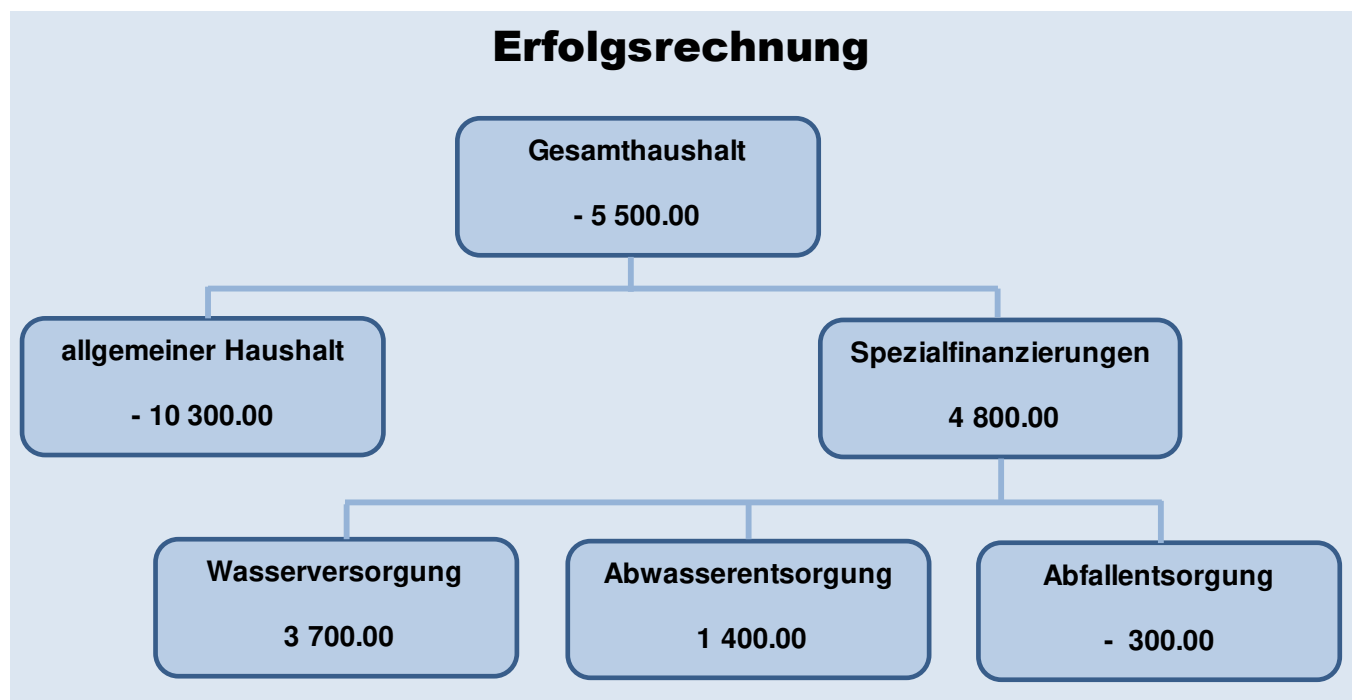 Erfolgsrechnung
Gesamthaushalt
- 5 500.00
allgemeiner Haushalt
- 10 300.00
Spezialfinanzierungen
4 800.00
Wasserversorgung
3 700.00
Abwasserentsorgung
1 400.00
Abfallentsorgung
- 300.00